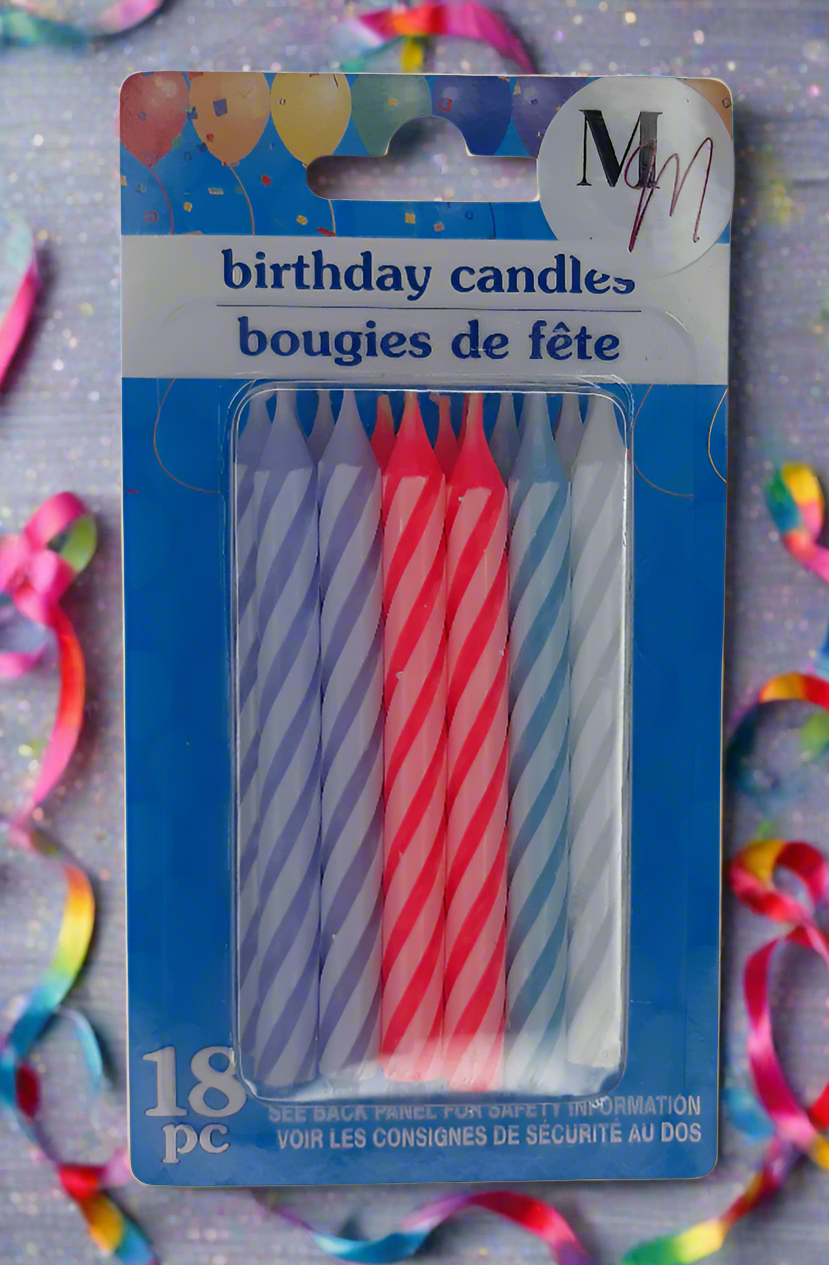 M
M
birthday candles
bougies de fête
18
pc
SEE BACK PANEL FOR SAFETY INFORMATION
VOIR LES CONSIGNES DE SÉCURITÉ AU DOS